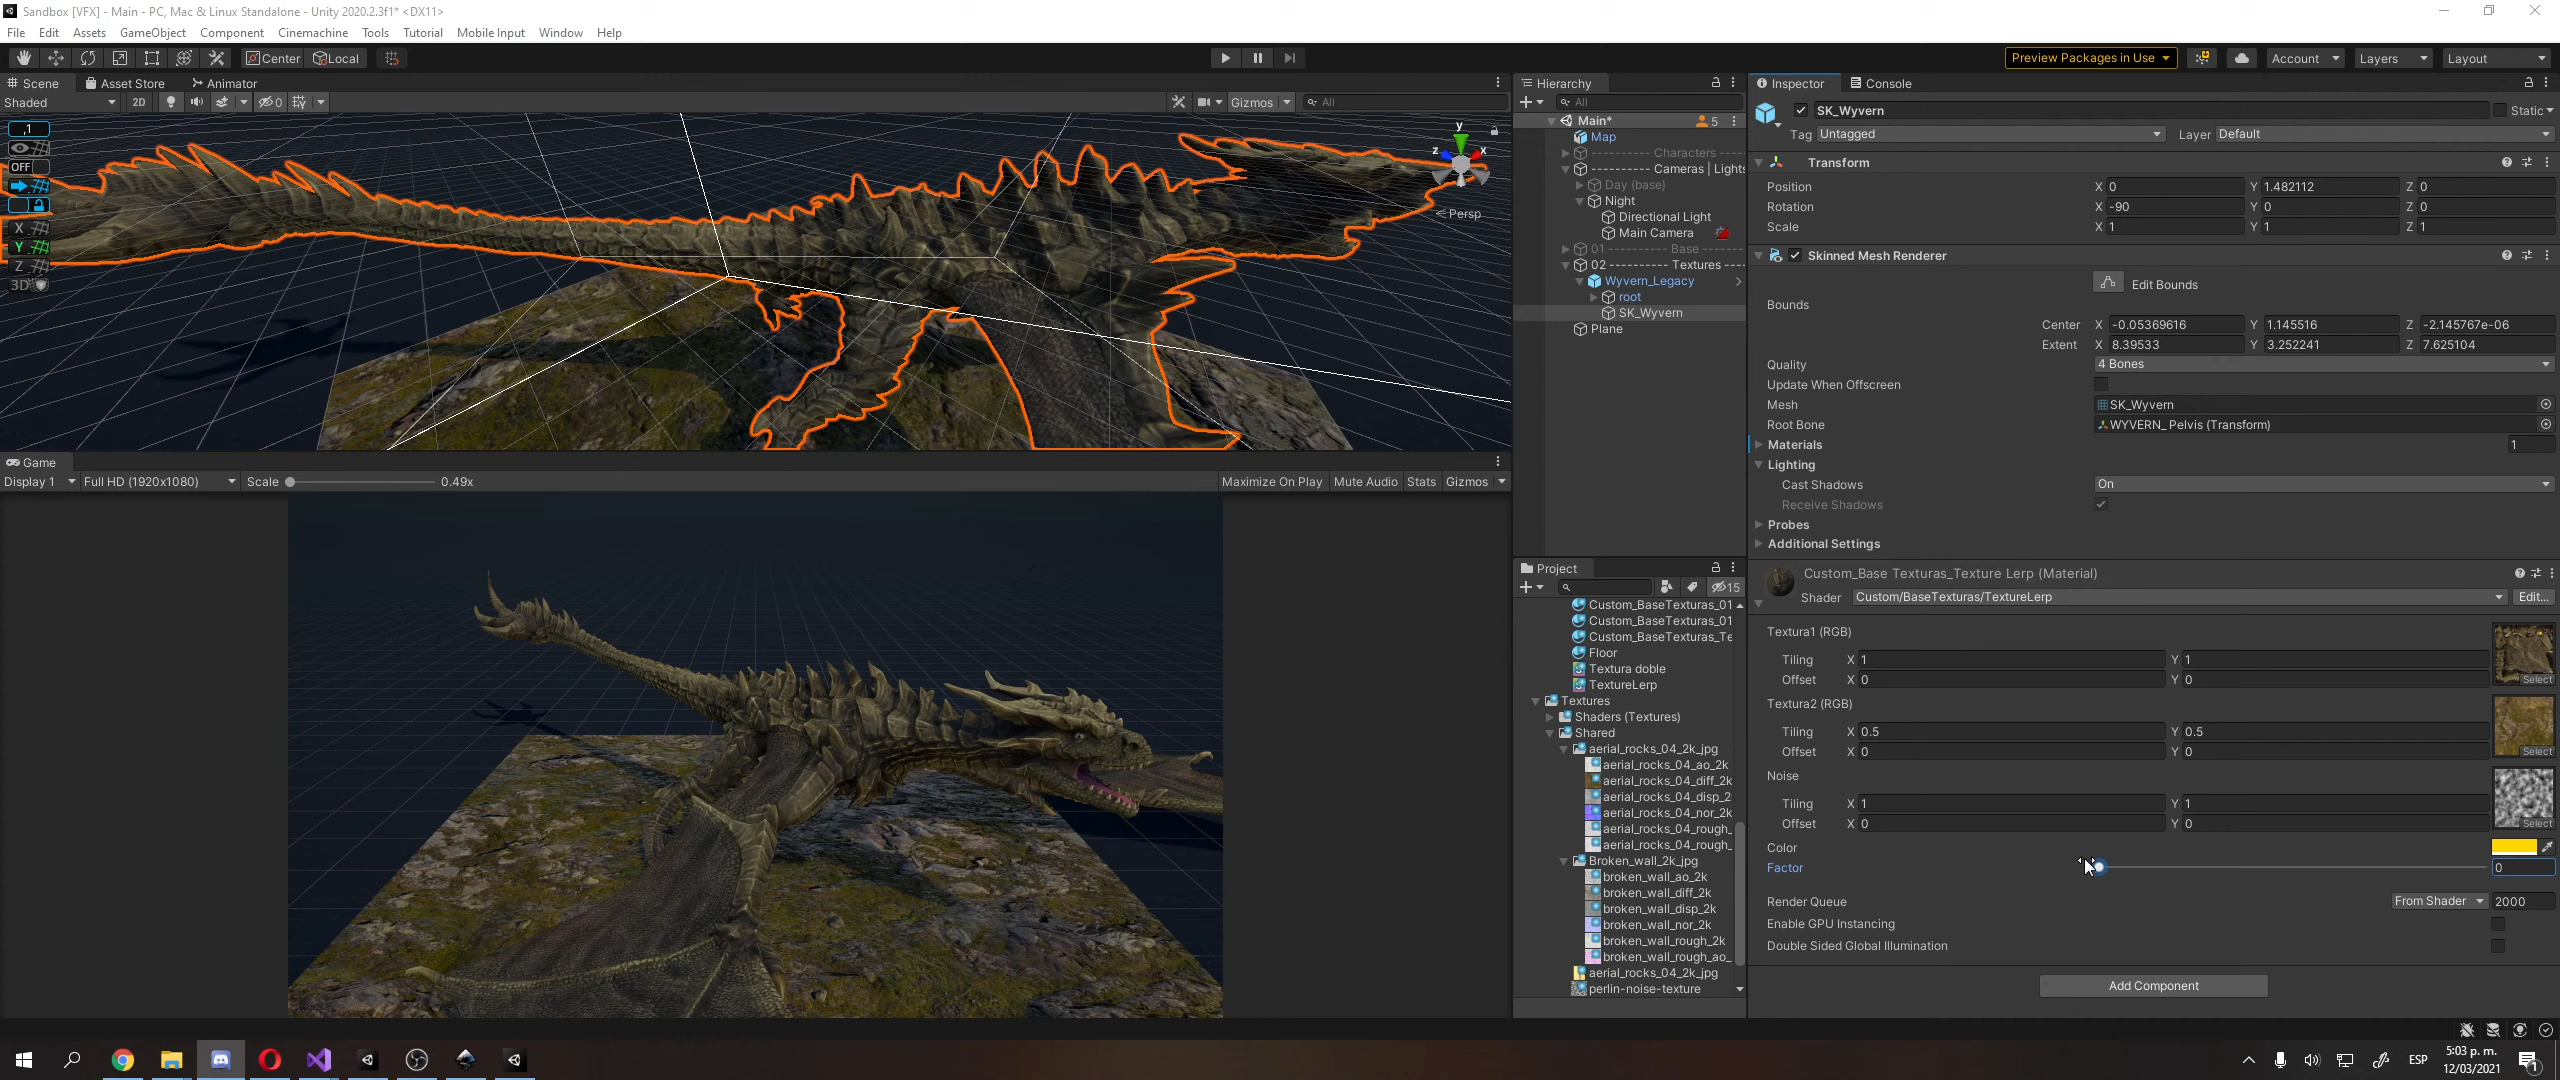 Sandbox [VFX] - Main - PC, Mac & Linux Standalone - Unity 2020.2.3f1* <DX11>
File Edit Assets GameObject Component Cinemachine Tools Tutorial Mobile Input Window Help
Center Local
Preview Packages in Use
Account Layers Layout
Scene Asset Store Animator
Shaded 2D 0 Gizmos All
,1
OFF
X
Y
Z
3D
y
z x
Persp
Game
Display 1 Full HD (1920x1080) Scale 0.49x Maximize On Play Mute Audio Stats Gizmos
Hierarchy
All
Main* 5
Map
---------- Characters ----
---------- Cameras | Lights
Day (base)
Night
Directional Light
Main Camera
01 ---------- Base -------
02 ---------- Textures ----
Wyvern_Legacy
root
SK_Wyvern
Plane
Project
15
Custom_BaseTexturas_01
Custom_BaseTexturas_01
Custom_BaseTexturas_Te
Floor
Textura doble
TextureLerp
Textures
Shaders (Textures)
Shared
aerial_rocks_04_2k_jpg
aerial_rocks_04_ao_2k
aerial_rocks_04_diff_2k
aerial_rocks_04_disp_2
aerial_rocks_04_nor_2k
aerial_rocks_04_rough_
aerial_rocks_04_rough_
Broken_wall_2k_jpg
broken_wall_ao_2k
broken_wall_diff_2k
broken_wall_disp_2k
broken_wall_nor_2k
broken_wall_rough_2k
broken_wall_rough_ao_
aerial_rocks_04_2k_jpg
perlin-noise-texture
Inspector Console
SK_Wyvern Static
Tag Untagged Layer Default
Transform
Position X 0 Y 1.482112 Z 0
Rotation X -90 Y 0 Z 0
Scale X 1 Y 1 Z 1
Skinned Mesh Renderer
Edit Bounds
Bounds
Center X -0.05369616 Y 1.145516 Z -2.145767e-06
Extent X 8.39533 Y 3.252241 Z 7.625104
Quality 4 Bones
Update When Offscreen
Mesh SK_Wyvern
Root Bone WYVERN_ Pelvis (Transform)
Materials 1
Lighting
Cast Shadows On
Receive Shadows
Probes
Additional Settings
Custom_Base Texturas_Texture Lerp (Material)
Shader Custom/BaseTexturas/TextureLerp Edit...
Textura1 (RGB)
Tiling X 1 Y 1
Offset X 0 Y 0 Select
Textura2 (RGB)
Tiling X 0.5 Y 0.5
Offset X 0 Y 0 Select
Noise
Tiling X 1 Y 1
Offset X 0 Y 0 Select
Color
Factor 0
Render Queue From Shader 2000
Enable GPU Instancing
Double Sided Global Illumination
Add Component
ESP 5:03 p. m.
12/03/2021
1